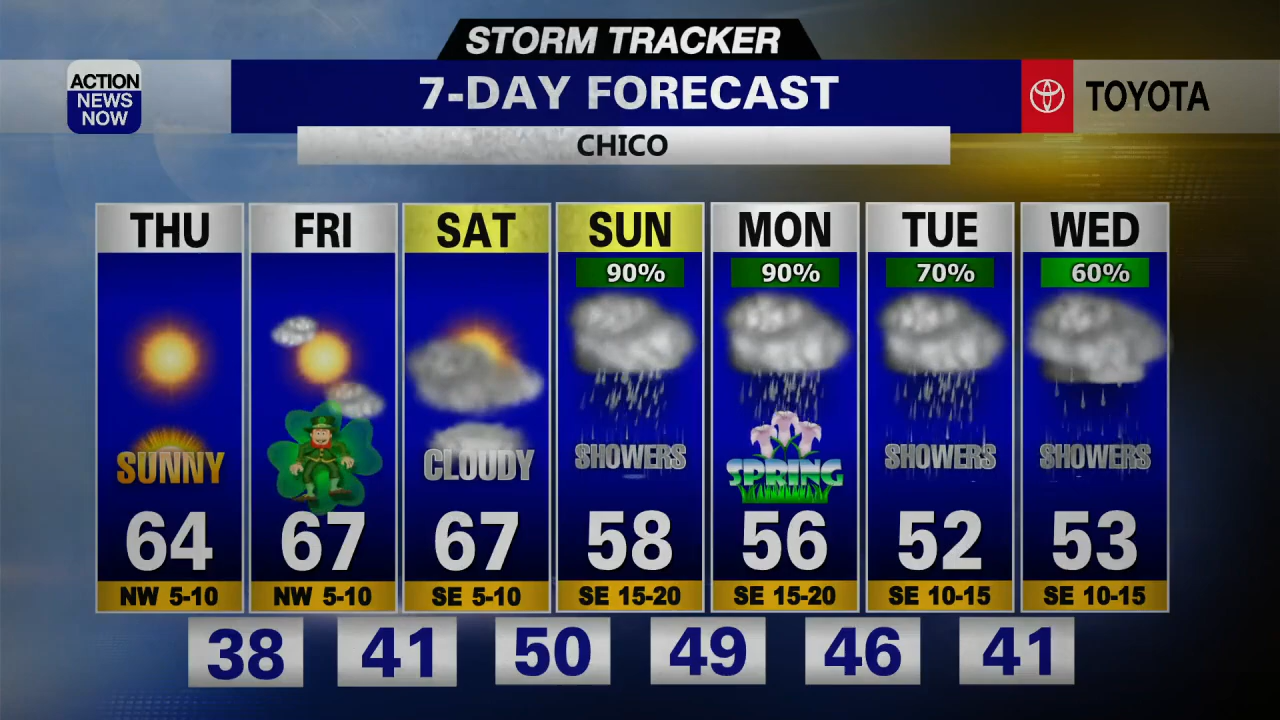 STORM TRACKER
ACTION
NEWS
NOW
7-DAY FORECAST
TOYOTA
CHICO
THU FRI SAT SUN MON TUE WED
90% 90% 70% 60%
SUNNY CLOUDY SHOWERS SPRING SHOWERS SHOWERS
64 67 67 58 56 52 53
NW 5-10 NW 5-10 SE 5-10 SE 15-20 SE 15-20 SE 10-15 SE 10-15
38 41 50 49 46 41